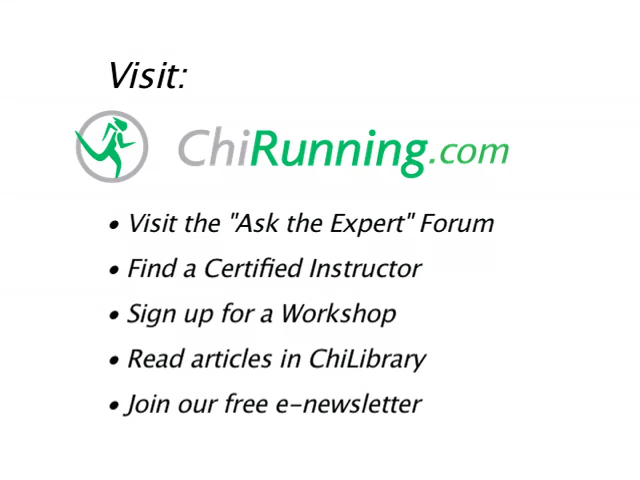 Visit:
ChiRunning.com
• Visit the "Ask the Expert" Forum
• Find a Certified Instructor
• Sign up for a Workshop
• Read articles in ChiLibrary
• Join our free e-newsletter